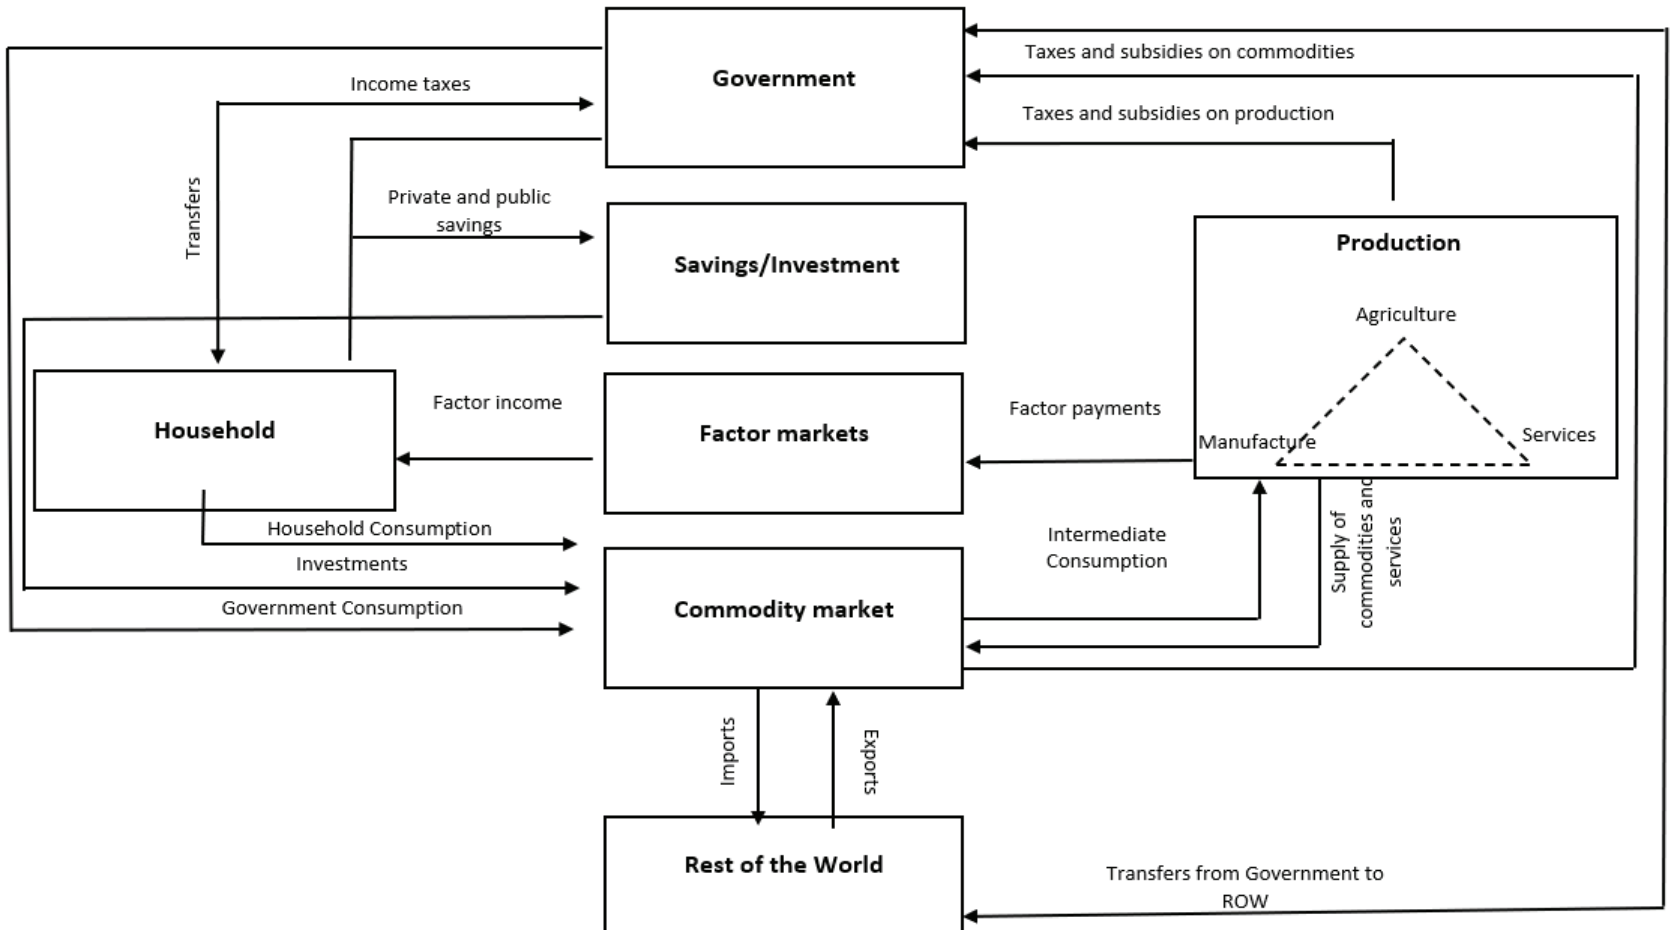 Government
Taxes and subsidies on commodities
Income taxes
Taxes and subsidies on production
Transfers
Private and public
savings
Savings/Investment
Production
Agriculture
Manufacture
Services
Household
Factor income
Factor markets
Factor payments
Household Consumption
Investments
Government Consumption
Commodity market
Intermediate
Consumption
Supply of
commodities and
services
Imports
Exports
Rest of the World
Transfers from Government to
ROW